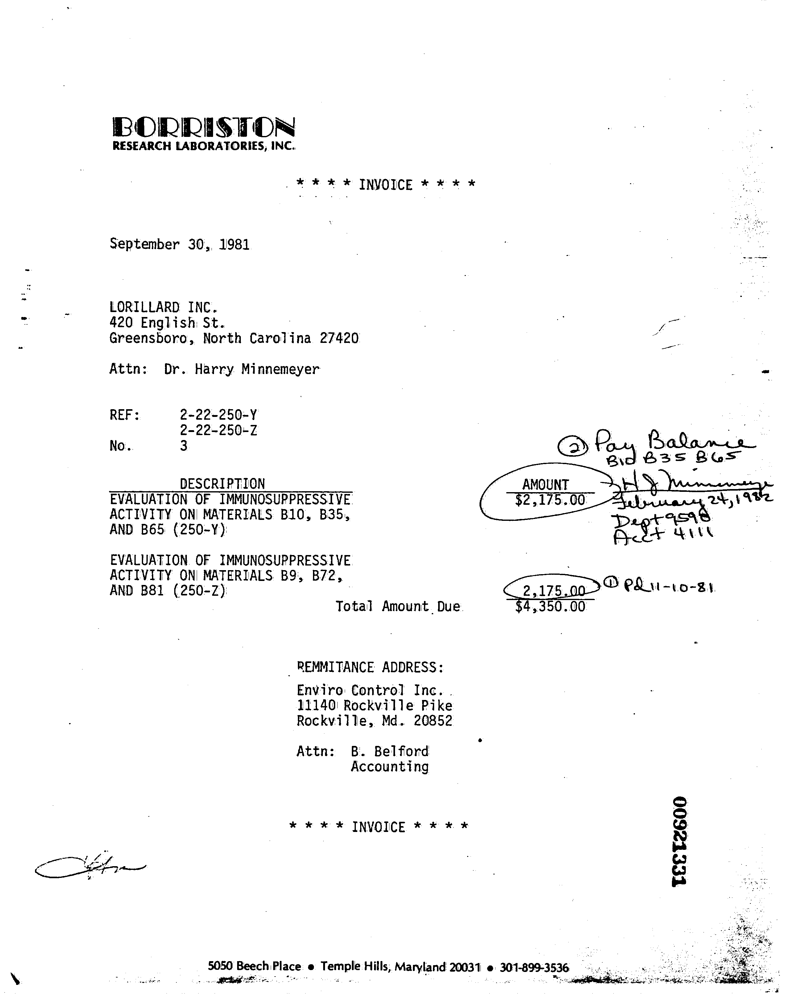 BORRISTON
RESEARCH LABORATORIES, INC.
* * * * INVOICE * * * *
September 30, 1981
LORILLARD INC.
420 English St.
Greensboro, North Carolina 27420
Attn: Dr. Harry Minnemeyer
REF: 2-22-250-Y
2-22-250-Z
No. 3
② Pay Balance
B10 B35 B65
H J Minnemeyer
February 24, 1982
Dept 9598
Acct 4111
DESCRIPTION AMOUNT
EVALUATION OF IMMUNOSUPPRESSIVE $2,175.00
ACTIVITY ON MATERIALS B10, B35,
AND B65 (250-Y)
EVALUATION OF IMMUNOSUPPRESSIVE
ACTIVITY ON MATERIALS B9, B72,
AND B81 (250-Z) 2,175.00 ① Pd 11-10-81
Total Amount Due $4,350.00
REMMITANCE ADDRESS:
Enviro Control Inc.
11140 Rockville Pike
Rockville, Md. 20852
Attn: B. Belford
Accounting
* * * * INVOICE * * * *
00921331
5050 Beech Place • Temple Hills, Maryland 20031 • 301-899-3536